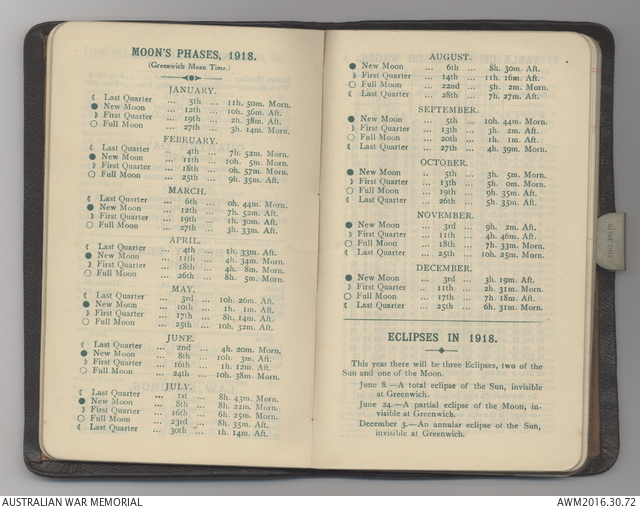 MOON'S PHASES, 1918.
(Greenwich Mean Time.)
JANUARY.
☾ Last Quarter ... 5th ... 11h. 50m. Morn.
● New Moon ... 12th ... 10h. 36m. Aft.
☽ First Quarter ... 19th ... 2h. 38m. Aft.
○ Full Moon ... 27th ... 3h. 14m. Morn.
FEBRUARY.
☾ Last Quarter ... 4th ... 7h. 52m. Morn.
● New Moon ... 11th ... 10h. 5m. Morn.
☽ First Quarter ... 18th ... 0h. 57m. Morn.
○ Full Moon ... 25th ... 9h. 35m. Aft.
MARCH.
☾ Last Quarter ... 6th ... 0h. 44m. Morn.
● New Moon ... 12th ... 7h. 52m. Aft.
☽ First Quarter ... 19th ... 1h. 30m. Aft.
○ Full Moon ... 27th ... 3h. 33m. Aft.
APRIL.
☾ Last Quarter ... 4th ... 1h. 33m. Aft.
● New Moon ... 11th ... 4h. 34m. Morn.
☽ First Quarter ... 18th ... 4h. 8m. Morn.
○ Full Moon ... 26th ... 8h. 5m. Morn.
MAY.
☾ Last Quarter ... 3rd ... 10h. 26m. Aft.
● New Moon ... 10th ... 1h. 1m. Aft.
☽ First Quarter ... 17th ... 8h. 14m. Aft.
○ Full Moon ... 25th ... 10h. 32m. Aft.
JUNE.
☾ Last Quarter ... 2nd ... 4h. 20m. Morn.
● New Moon ... 8th ... 10h. 3m. Aft.
☽ First Quarter ... 16th ... 1h. 12m. Aft.
○ Full Moon ... 24th ... 10h. 38m. Morn.
JULY.
☾ Last Quarter ... 1st ... 8h. 43m. Morn.
● New Moon ... 8th ... 8h. 22m. Morn.
☽ First Quarter ... 16th ... 6h. 25m. Morn.
○ Full Moon ... 23rd ... 8h. 35m. Aft.
☾ Last Quarter ... 30th ... 1h. 14m. Aft.
AUGUST.
● New Moon ... 6th ... 8h. 30m. Aft.
☽ First Quarter ... 14th ... 11h. 16m. Aft.
○ Full Moon ... 22nd ... 5h. 2m. Morn.
☾ Last Quarter ... 28th ... 7h. 27m. Aft.
SEPTEMBER.
● New Moon ... 5th ... 10h. 44m. Morn.
☽ First Quarter ... 13th ... 3h. 2m. Aft.
○ Full Moon ... 20th ... 1h. 1m. Aft.
☾ Last Quarter ... 27th ... 4h. 39m. Morn.
OCTOBER.
● New Moon .. 5th ... 3h. 5m. Morn.
☽ First Quarter ... 13th ... 5h. 0m. Morn.
○ Full Moon ... 19th ... 9h. 35m. Aft.
☾ Last Quarter ... 26th ... 5h. 35m. Aft.
NOVEMBER.
● New Moon ... 3rd ... 9h. 2m. Aft.
☽ First Quarter ... 11th ... 4h. 46m. Aft.
○ Full Moon ... 18th ... 7h. 33m. Morn.
☾ Last Quarter ... 25th ... 10h. 25m. Morn.
DECEMBER.
● New Moon ... 3rd ... 3h. 19m. Aft.
☽ First Quarter ... 11th ... 2h. 31m. Morn.
○ Full Moon ... 17th ... 7h. 18m. Aft.
☾ Last Quarter ... 25th ... 6h. 31m. Morn.
ECLIPSES IN 1918.
This year there will be three Eclipses, two of the
Sun and one of the Moon.
June 8.—A total eclipse of the Sun, invisible
at Greenwich.
June 24.—A partial eclipse of the Moon, in-
visible at Greenwich.
December 3.—An annular eclipse of the Sun,
invisible at Greenwich.
AUSTRALIAN WAR MEMORIAL
AWM2016.30.72